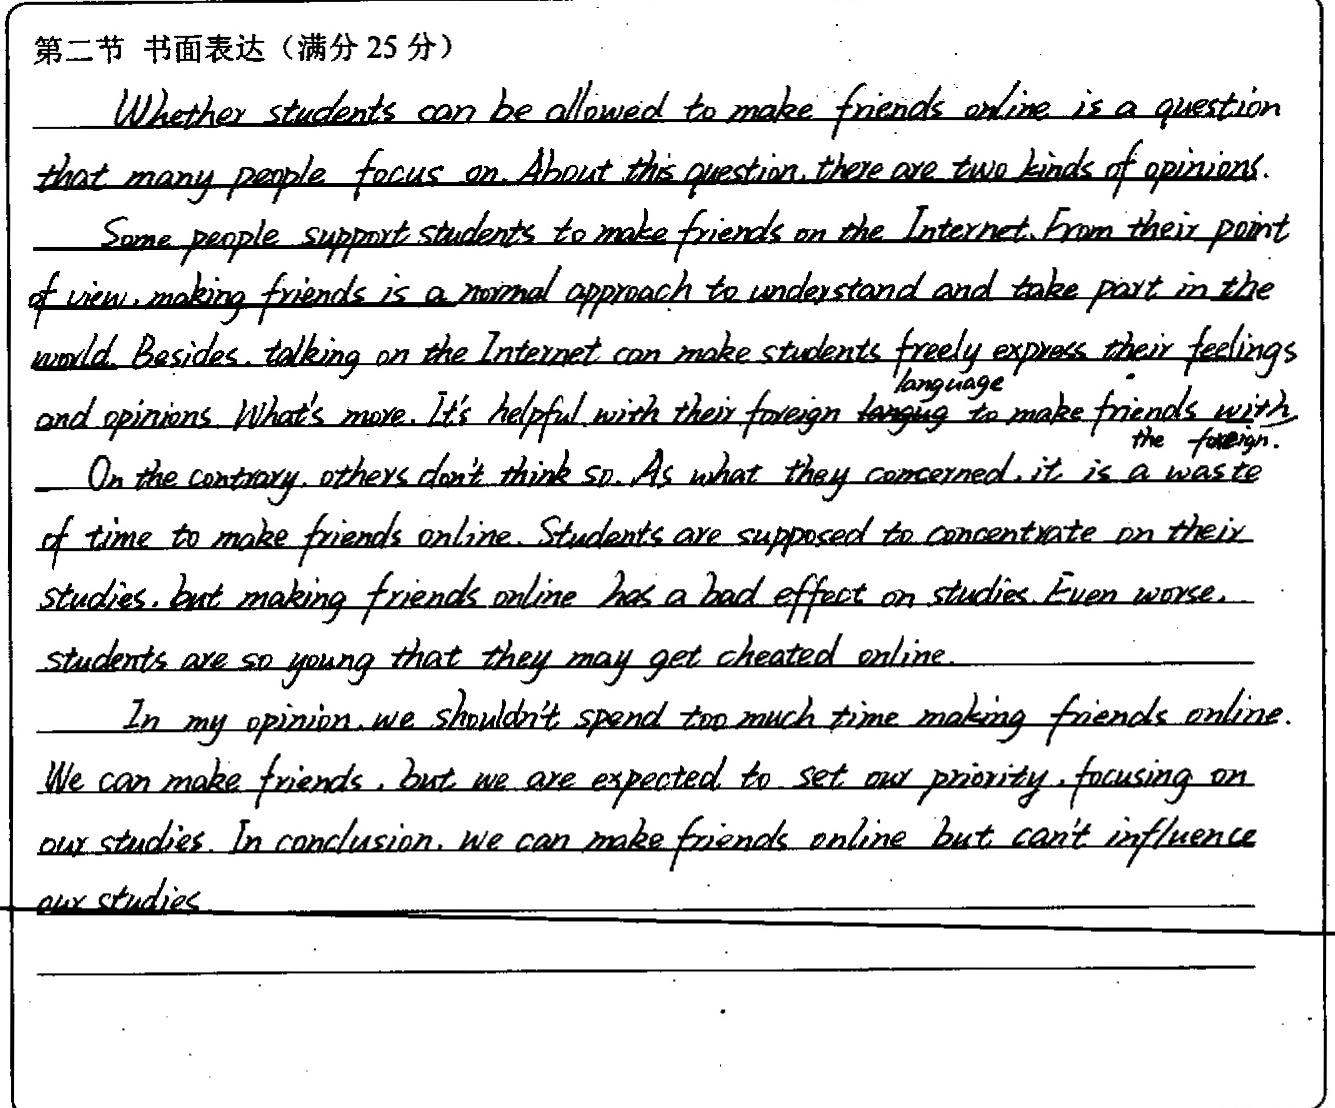 第二节 书面表达（满分 25 分）
Whether students can be allowed to make friends online is a question
that many people focus on. About this question, there are two kinds of opinions.
Some people support students to make friends on the Internet. From their point
of view, making friends is a normal approach to understand and take part in the
world. Besides, talking on the Internet can make students freely express their feelings
and opinions. What's more. It's helpful with their foreign language to make friends with
the foreign.
On the contrary, others don't think so. As what they concerned, it is a waste
of time to make friends online. Students are supposed to concentrate on their
studies, but making friends online has a bad effect on studies. Even worse,
students are so young that they may get cheated online.
In my opinion, we shouldn't spend too much time making friends online.
We can make friends, but we are expected to set our priority, focusing on
our studies. In conclusion, we can make friends online but can't influence
our studies